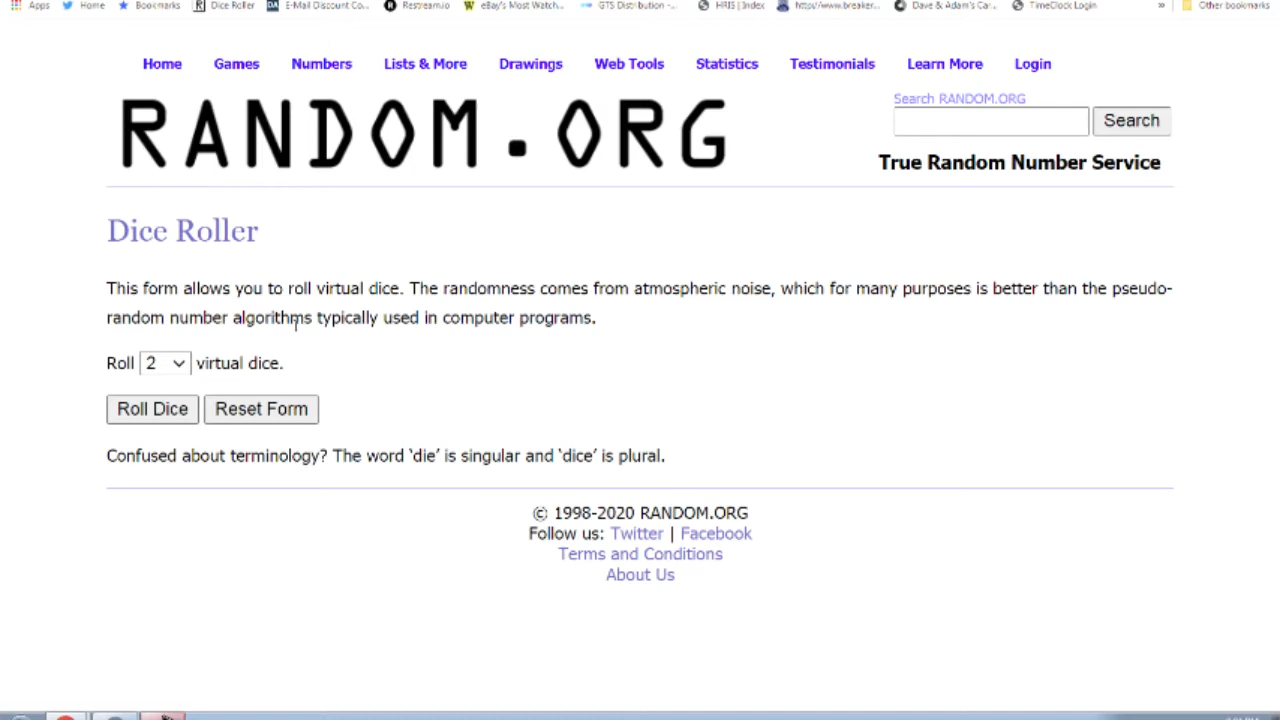 Apps Home Bookmarks Dice Roller E-Mail Discount Co... Restream.io eBay's Most Watch... GTS Distribution -... HRIS | Index http://www.breaker... Dave & Adam's Car... TimeClock Login » Other bookmarks
Home Games Numbers Lists & More Drawings Web Tools Statistics Testimonials Learn More Login
RANDOM.ORG
Search RANDOM.ORG
Search
True Random Number Service
Dice Roller
This form allows you to roll virtual dice. The randomness comes from atmospheric noise, which for many purposes is better than the pseudo-
random number algorithms typically used in computer programs.
Roll 2 virtual dice.
Roll Dice Reset Form
Confused about terminology? The word ‘die’ is singular and ‘dice’ is plural.
© 1998-2020 RANDOM.ORG
Follow us: Twitter | Facebook
Terms and Conditions
About Us